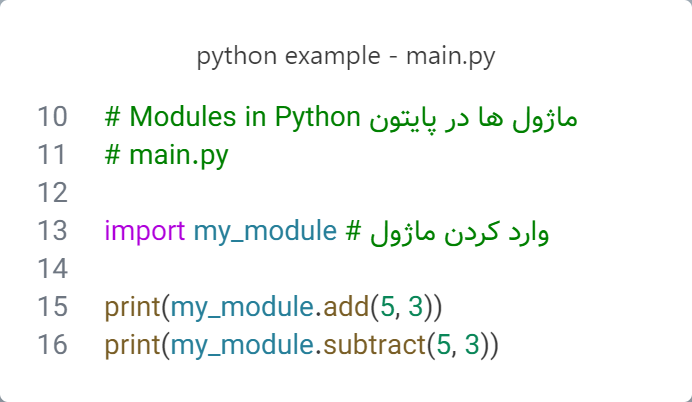 python example - main.py
10 # Modules in Python ماژول ها در پایتون
11 # main.py
12
13 import my_module # وارد کردن ماژول
14
15 print(my_module.add(5, 3))
16 print(my_module.subtract(5, 3))